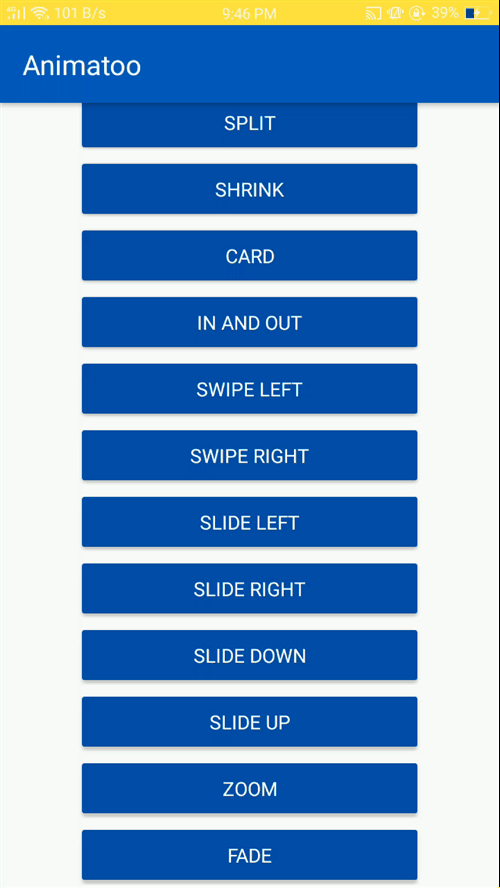 4G 101 B/s 9:46 PM 39%
Animatoo
SPLIT
SHRINK
CARD
IN AND OUT
SWIPE LEFT
SWIPE RIGHT
SLIDE LEFT
SLIDE RIGHT
SLIDE DOWN
SLIDE UP
ZOOM
FADE